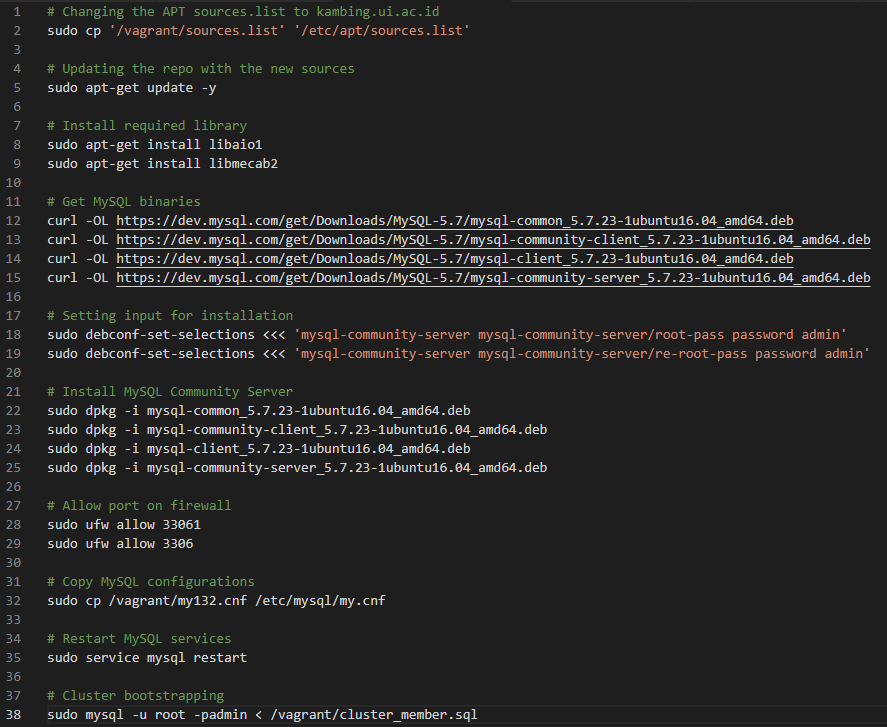 1 # Changing the APT sources.list to kambing.ui.ac.id
2 sudo cp '/vagrant/sources.list' '/etc/apt/sources.list'
3
4 # Updating the repo with the new sources
5 sudo apt-get update -y
6
7 # Install required library
8 sudo apt-get install libaio1
9 sudo apt-get install libmecab2
10
11 # Get MySQL binaries
12 curl -OL https://dev.mysql.com/get/Downloads/MySQL-5.7/mysql-common_5.7.23-1ubuntu16.04_amd64.deb
13 curl -OL https://dev.mysql.com/get/Downloads/MySQL-5.7/mysql-community-client_5.7.23-1ubuntu16.04_amd64.deb
14 curl -OL https://dev.mysql.com/get/Downloads/MySQL-5.7/mysql-client_5.7.23-1ubuntu16.04_amd64.deb
15 curl -OL https://dev.mysql.com/get/Downloads/MySQL-5.7/mysql-community-server_5.7.23-1ubuntu16.04_amd64.deb
16
17 # Setting input for installation
18 sudo debconf-set-selections <<< 'mysql-community-server mysql-community-server/root-pass password admin'
19 sudo debconf-set-selections <<< 'mysql-community-server mysql-community-server/re-root-pass password admin'
20
21 # Install MySQL Community Server
22 sudo dpkg -i mysql-common_5.7.23-1ubuntu16.04_amd64.deb
23 sudo dpkg -i mysql-community-client_5.7.23-1ubuntu16.04_amd64.deb
24 sudo dpkg -i mysql-client_5.7.23-1ubuntu16.04_amd64.deb
25 sudo dpkg -i mysql-community-server_5.7.23-1ubuntu16.04_amd64.deb
26
27 # Allow port on firewall
28 sudo ufw allow 33061
29 sudo ufw allow 3306
30
31 # Copy MySQL configurations
32 sudo cp /vagrant/my132.cnf /etc/mysql/my.cnf
33
34 # Restart MySQL services
35 sudo service mysql restart
36
37 # Cluster bootstrapping
38 sudo mysql -u root -padmin < /vagrant/cluster_member.sql